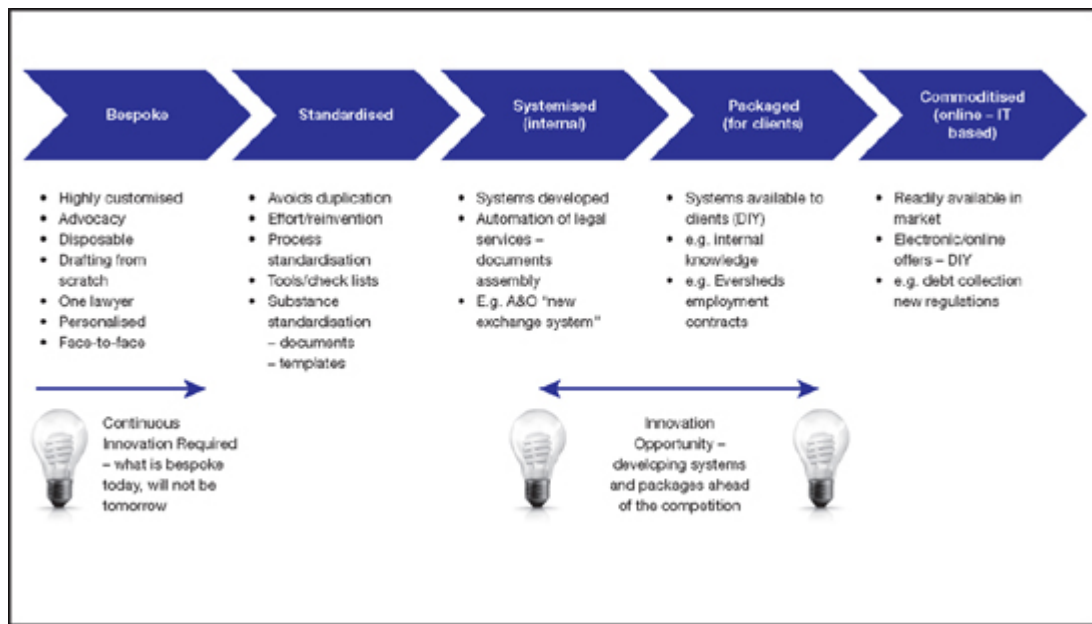 Bespoke
Standardised
Systemised
(internal)
Packaged
(for clients)
Commoditised
(online – IT
based)
• Highly customised
• Advocacy
• Disposable
• Drafting from
scratch
• One lawyer
• Personalised
• Face-to-face
• Avoids duplication
• Effort/reinvention
• Process
standardisation
• Tools/check lists
• Substance
standardisation
– documents
– templates
• Systems developed
• Automation of legal
services –
documents
assembly
• E.g. A&O "new
exchange system"
• Systems available to
clients (DIY)
• e.g. internal
knowledge
• e.g. Eversheds
employment
contracts
• Readily available in
market
• Electronic/online
offers – DIY
• e.g. debt collection
new regulations
Continuous
Innovation Required
– what is bespoke
today, will not be
tomorrow
Innovation
Opportunity –
developing systems
and packages ahead
of the competition